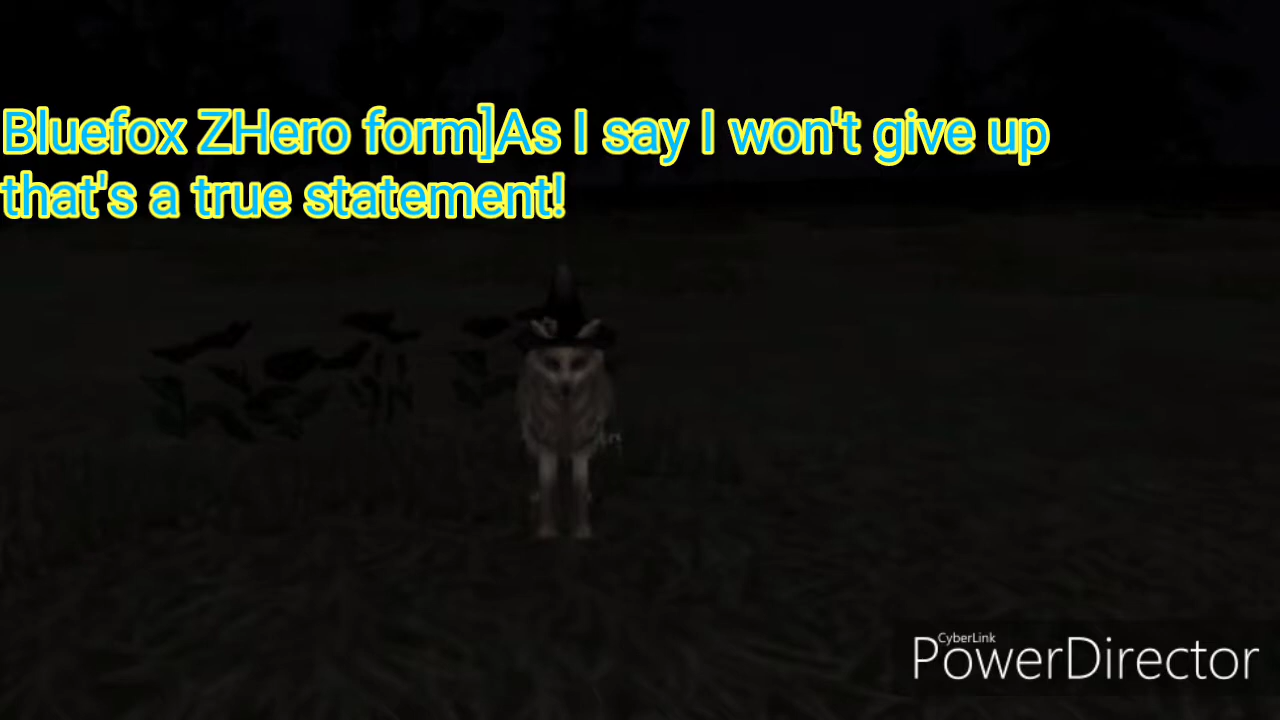 Bluefox ZHero form]As I say I won't give up
that's a true statement!
CyberLink
PowerDirector